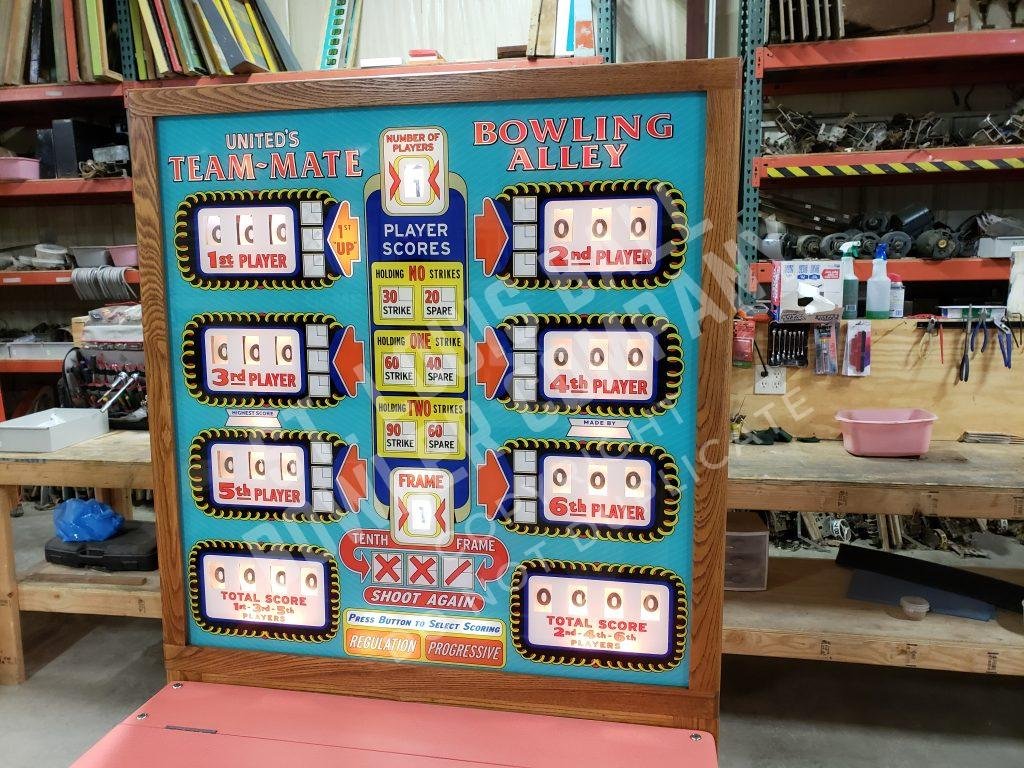 UNITED'S
TEAM~MATE
BOWLING
ALLEY
NUMBER OF
PLAYERS
1
PLAYER
SCORES
0 0 0
1st PLAYER
1ST
"UP"
0 0 0
2nd PLAYER
HOLDING NO STRIKES
30
STRIKE
20
SPARE
0 0 0
3rd PLAYER
0 0 0
4th PLAYER
HOLDING ONE STRIKES
60
STRIKE
40
SPARE
HIGHEST SCORE
MADE BY
HOLDING TWO STRIKES
90
STRIKE
60
SPARE
0 0 0
5th PLAYER
0 0 0
6th PLAYER
FRAME
1
TENTH FRAME
X X /
SHOOT AGAIN
0 0 0 0
TOTAL SCORE
1st-3rd-5th
PLAYERS
0 0 0 0
TOTAL SCORE
2nd-4th-6th
PLAYERS
PRESS BUTTON TO SELECT SCORING
REGULATION
PROGRESSIVE
COPYRIGHT
NOT DUPLICATE